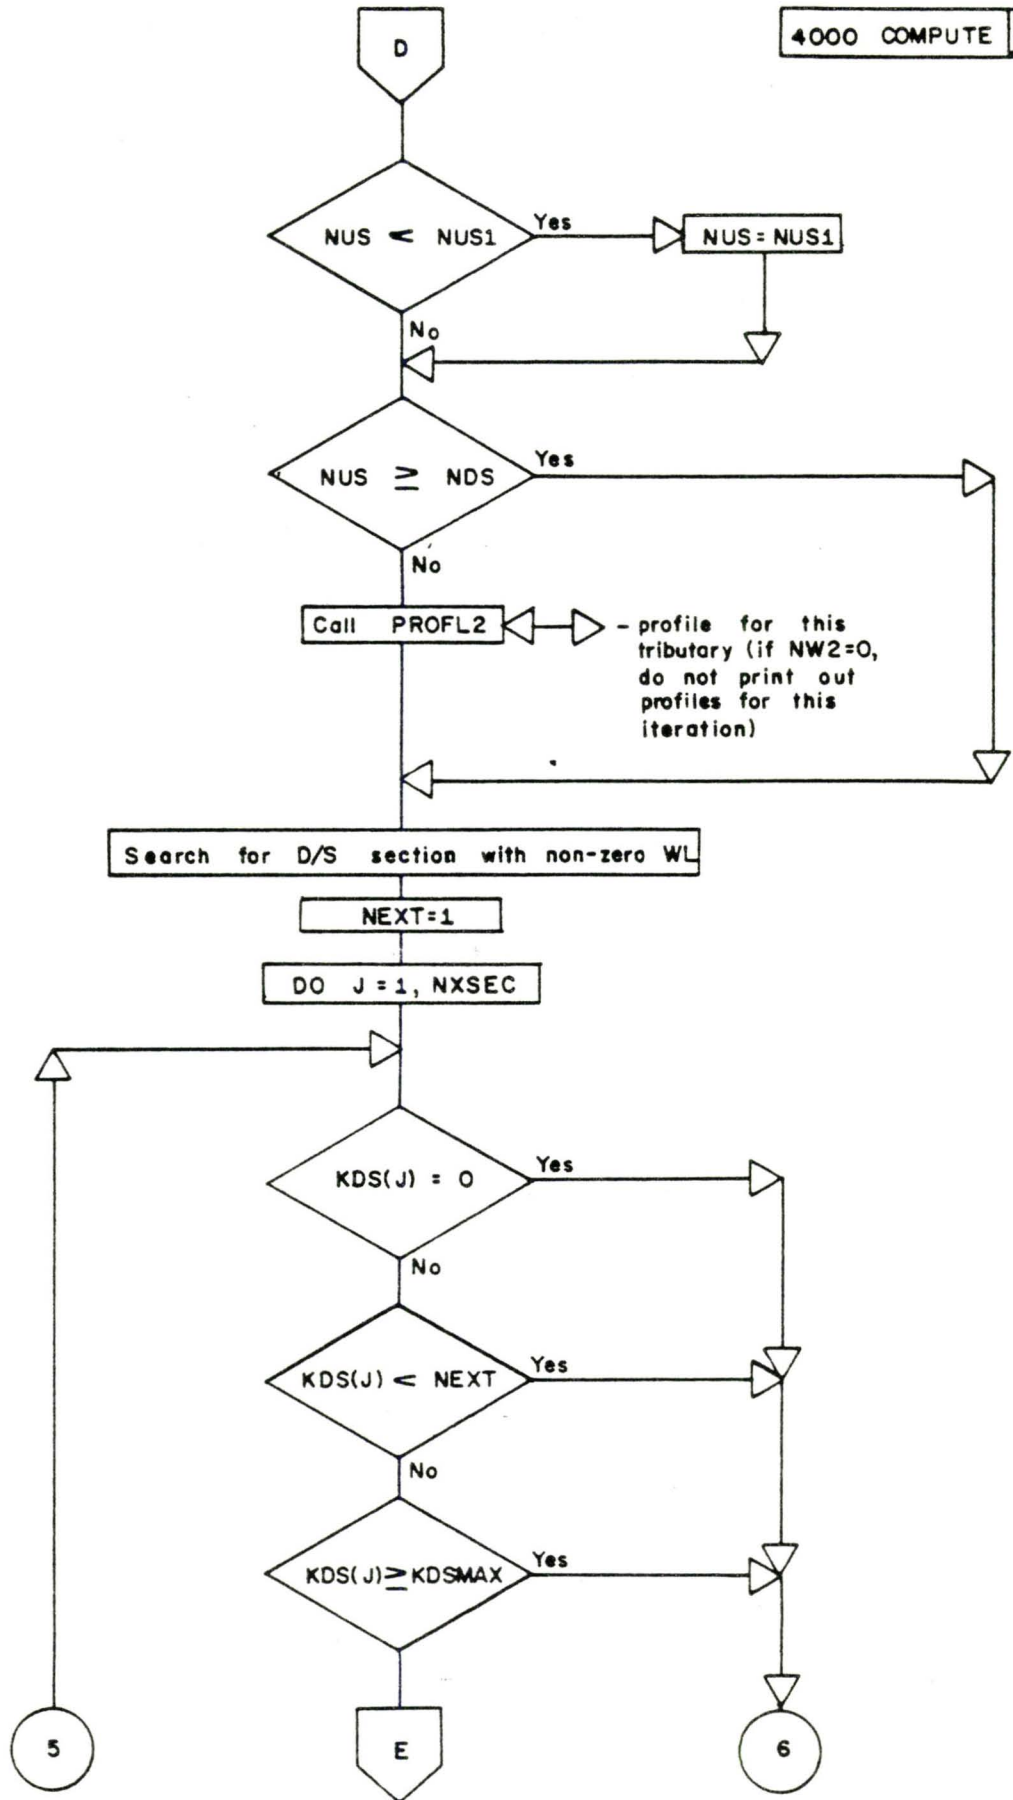 D
4000 COMPUTE
NUS < NUS1
Yes
NUS=NUS1
No
NUS ≥ NDS
Yes
No
Call PROFL2
- profile for this
tributary (if NW2=0,
do not print out
profiles for this
iteration)
Search for D/S section with non-zero WL
NEXT=1
DO J=1, NXSEC
KDS(J) = 0
Yes
No
KDS(J) < NEXT
Yes
No
KDS(J)≥KDSMAX
Yes
5
E
6